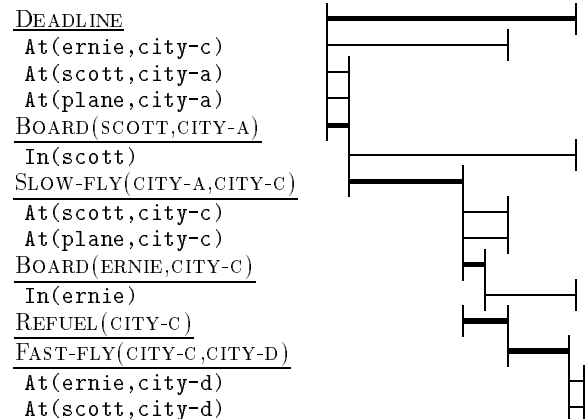 DEADLINE
At(ernie,city-c)
At(scott,city-a)
At(plane,city-a)
BOARD(SCOTT,CITY-A)
In(scott)
SLOW-FLY(CITY-A,CITY-C)
At(scott,city-c)
At(plane,city-c)
BOARD(ERNIE,CITY-C)
In(ernie)
REFUEL(CITY-C)
FAST-FLY(CITY-C,CITY-D)
At(ernie,city-d)
At(scott,city-d)